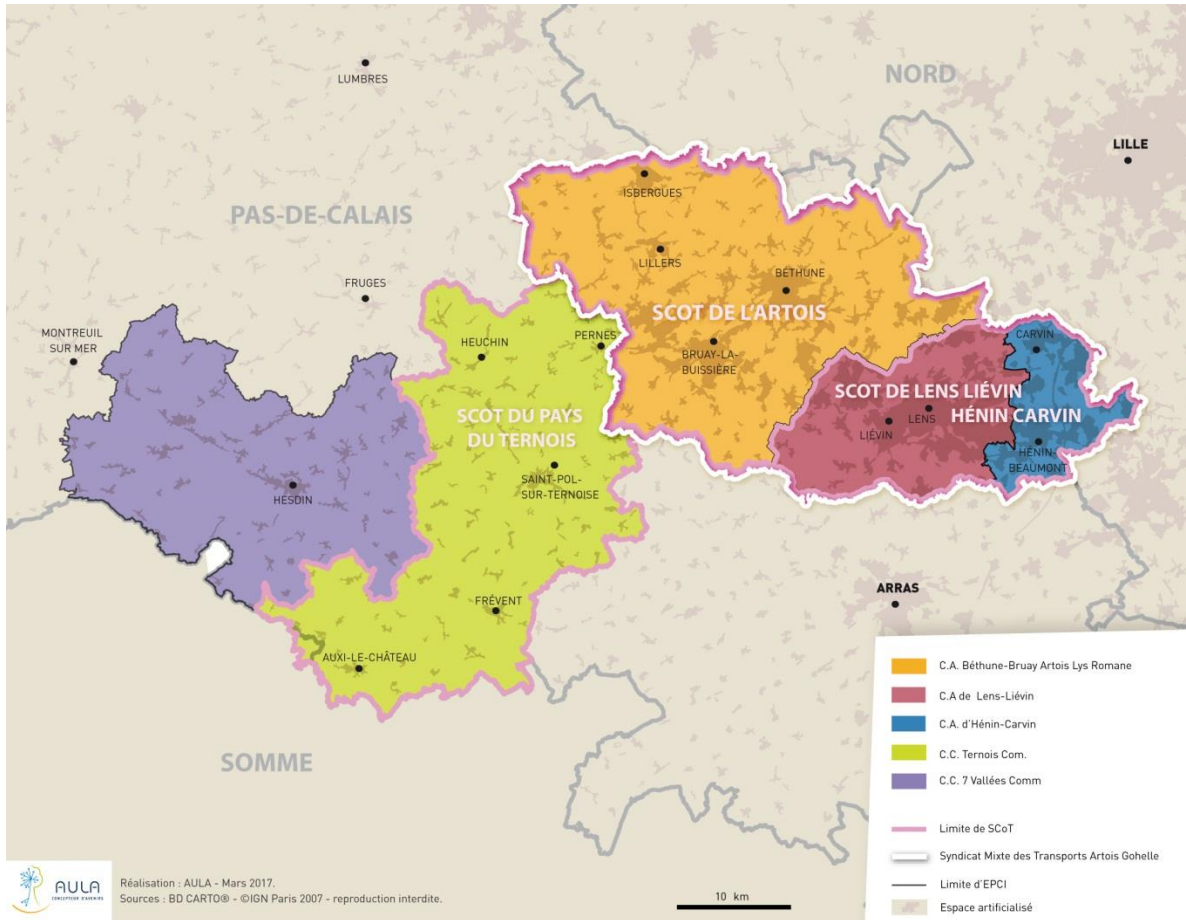 NORD
LUMBRES
LILLE
ISBERGUES
PAS-DE-CALAIS
LILLERS
BÉTHUNE
FRUGES
SCOT DE L'ARTOIS
MONTREUIL
SUR MER
HEUCHIN
PERNES
BRUAY-LA-
BUISSIÈRE
CARVIN
SCOT DE LENS LIÉVIN
HÉNIN CARVIN
LENS
LIÉVIN
SCOT DU PAYS
DU TERNOIS
HÉNIN-
BEAUMONT
SAINT-POL-
SUR-TERNOISE
HESDIN
ARRAS
FRÉVENT
AUXI-LE-CHÂTEAU
SOMME
C.A. Béthune-Bruay Artois Lys Romane
C.A de Lens-Liévin
C.A. d'Hénin-Carvin
C.C. Ternois Com.
C.C. 7 Vallées Comm
Limite de SCoT
Syndicat Mixte des Transports Artois Gohelle
Limite d'EPCI
Espace artificialisé
AULA
CONCEPTEUR D'AVENIRS
Réalisation : AULA - Mars 2017.
Sources : BD CARTO® - ©IGN Paris 2007 - reproduction interdite.
10 km